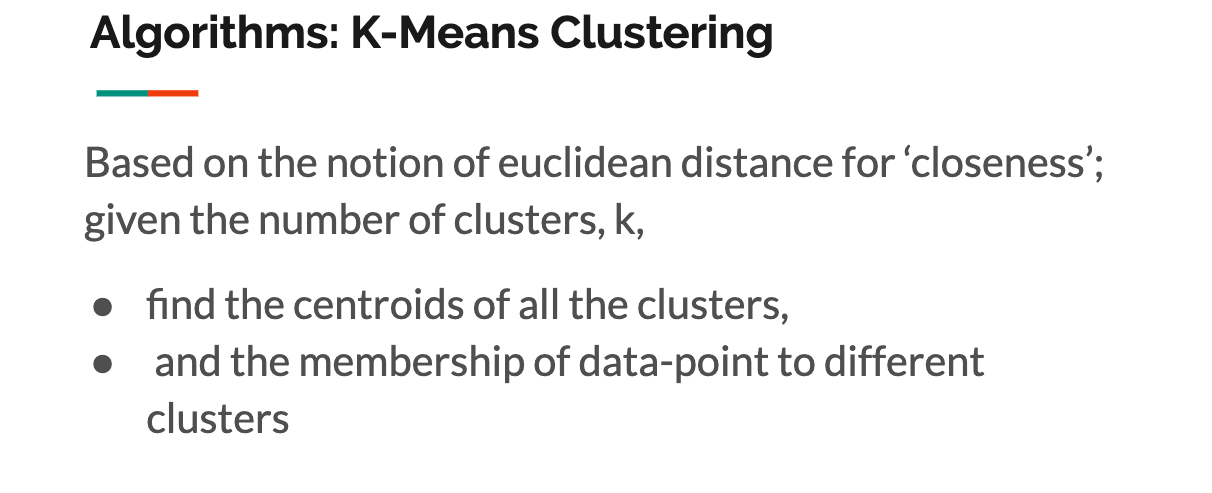 Algorithms: K-Means Clustering
Based on the notion of euclidean distance for ‘closeness’;
given the number of clusters, k,
● find the centroids of all the clusters,
● and the membership of data-point to different
clusters